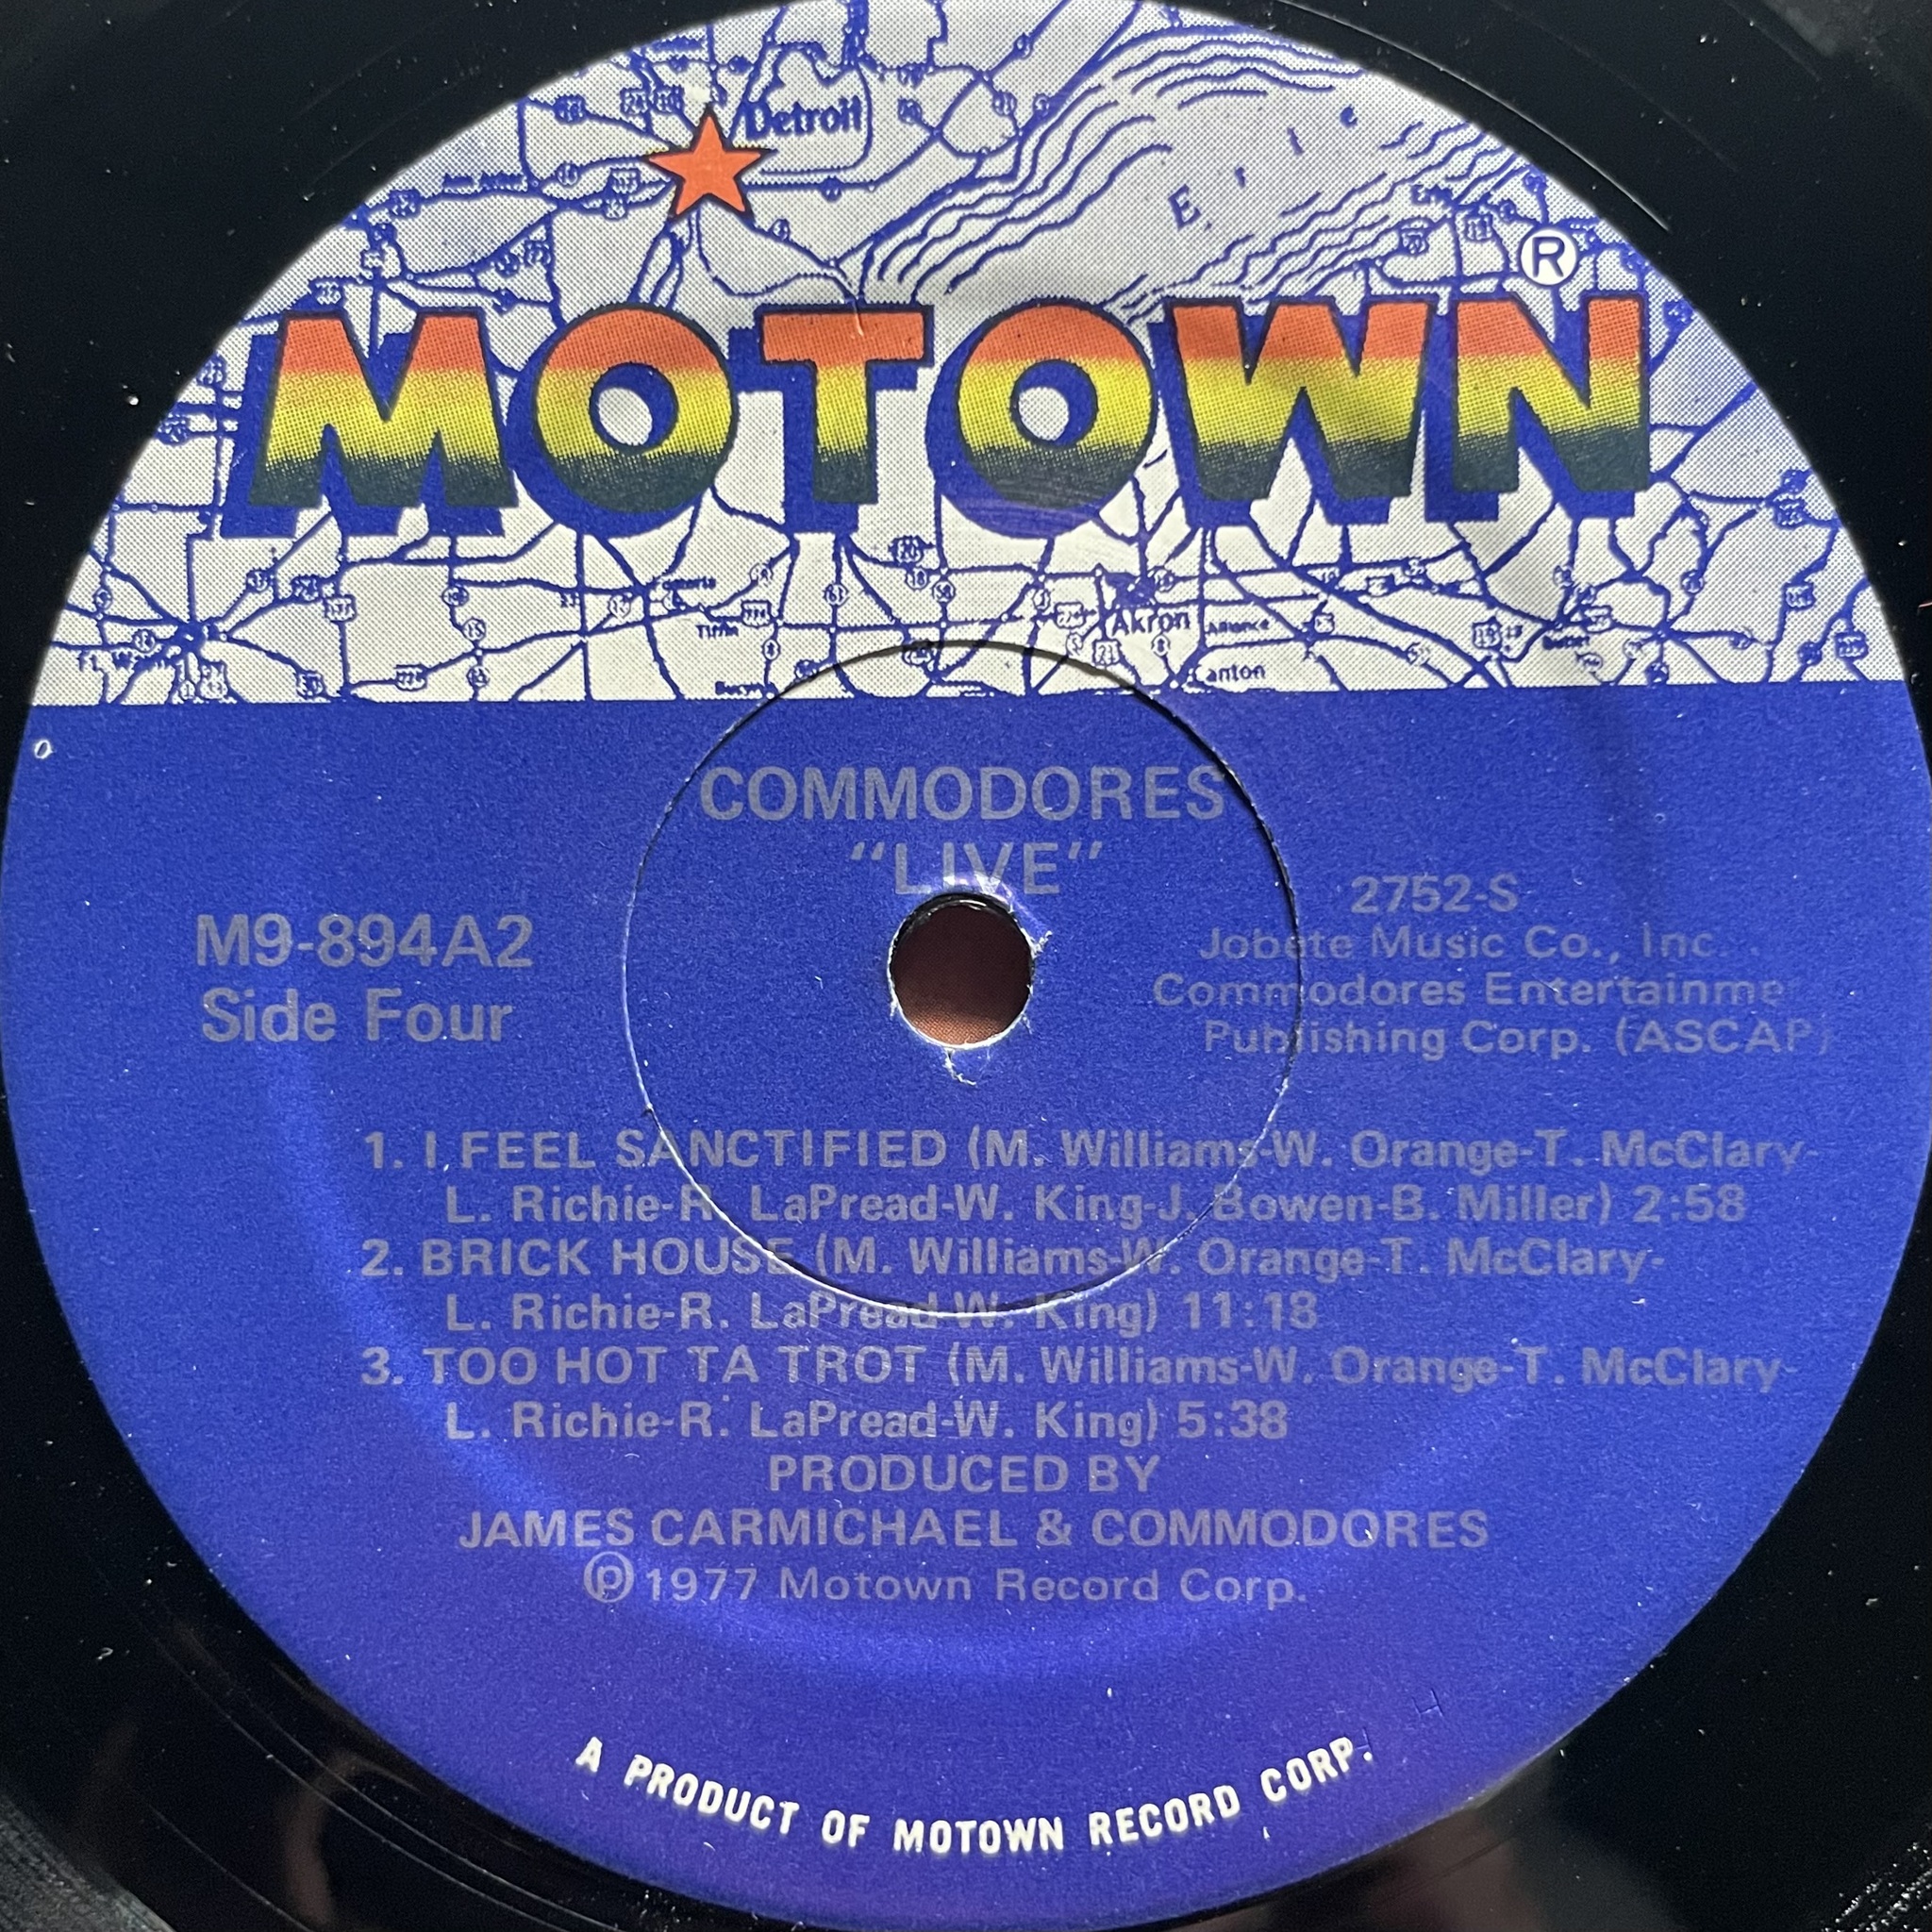 Detroit
E
®
MOTOWN
Akron
Alliance
Canton
COMMODORES
"LIVE"
M9-894A2
Side Four
2752-S
Jobete Music Co., Inc.
Commodores Entertainme
Publishing Corp. (ASCAP)
1. I FEEL SANCTIFIED (M. Williams-W. Orange-T. McClary-
L. Richie-R. LaPread-W. King-J. Bowen-B. Miller) 2:58
2. BRICK HOUSE (M. Williams-W. Orange-T. McClary-
L. Richie-R. LaPread-W. King) 11:18
3. TOO HOT TA TROT (M. Williams-W. Orange-T. McClary-
L. Richie-R. LaPread-W. King) 5:38
PRODUCED BY
JAMES CARMICHAEL & COMMODORES
℗1977 Motown Record Corp.
A PRODUCT OF MOTOWN RECORD CORP.